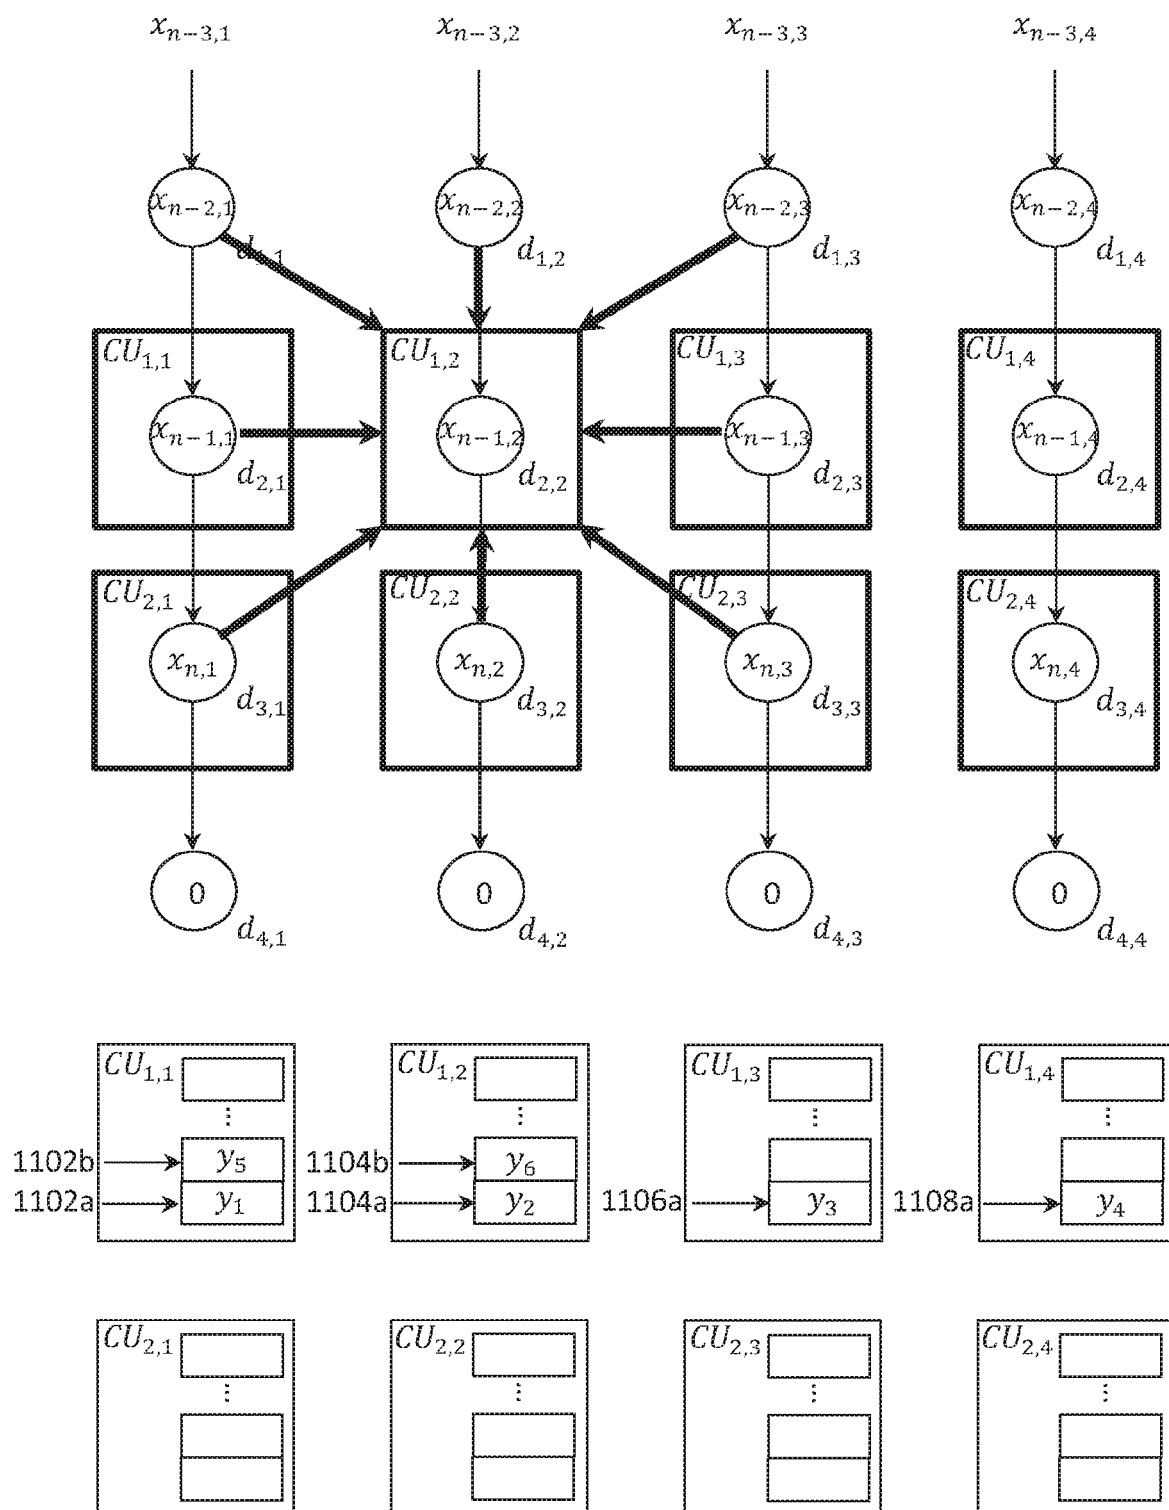 x_{n-3,1} x_{n-3,2} x_{n-3,3} x_{n-3,4}
x_{n-2,1} x_{n-2,2} x_{n-2,3} x_{n-2,4}
d_{1,1} d_{1,2} d_{1,3} d_{1,4}
CU_{1,1} CU_{1,2} CU_{1,3} CU_{1,4}
x_{n-1,1} x_{n-1,2} x_{n-1,3} x_{n-1,4}
d_{2,1} d_{2,2} d_{2,3} d_{2,4}
CU_{2,1} CU_{2,2} CU_{2,3} CU_{2,4}
x_{n,1} x_{n,2} x_{n,3} x_{n,4}
d_{3,1} d_{3,2} d_{3,3} d_{3,4}
0 0 0 0
d_{4,1} d_{4,2} d_{4,3} d_{4,4}
CU_{1,1} CU_{1,2} CU_{1,3} CU_{1,4}
⋮ ⋮ ⋮ ⋮
1102b y_5 1104b y_6
1102a y_1 1104a y_2 1106a y_3 1108a y_4
CU_{2,1} CU_{2,2} CU_{2,3} CU_{2,4}
⋮ ⋮ ⋮ ⋮